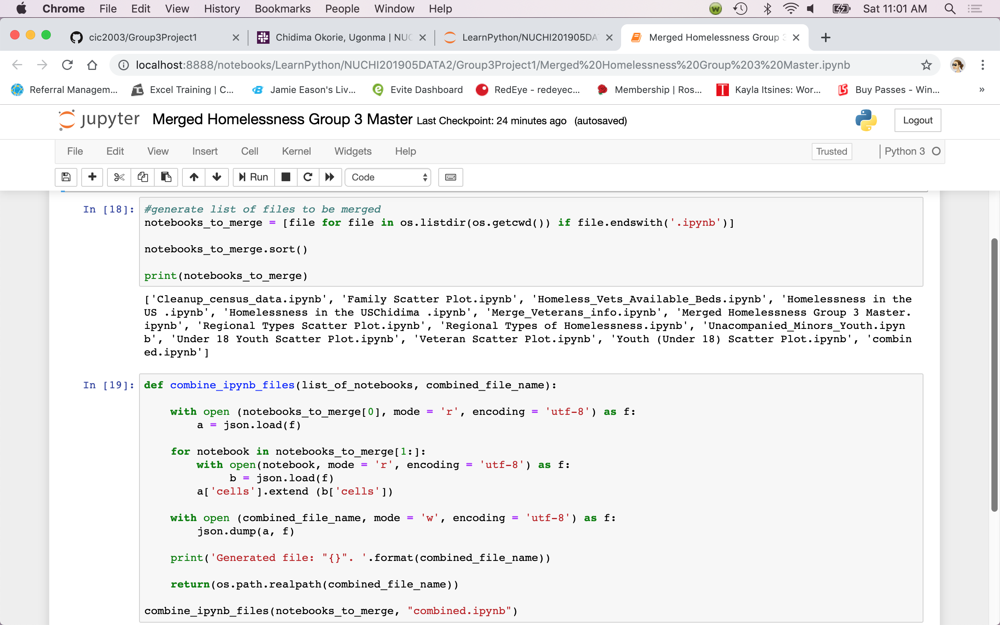 Chrome File Edit View History Bookmarks People Window Help Sat 11:01 AM
cic2003/Group3Project1 Chidima Okorie, Ugonma | NUC LearnPython/NUCHI201905DA Merged Homelessness Group 3
localhost:8888/notebooks/LearnPython/NUCHI201905DATA2/Group3Project1/Merged%20Homelessness%20Group%203%20Master.ipynb
Referral Managem... Excel Training | C... Jamie Eason's Liv... Evite Dashboard RedEye - redeyec... Membership | Ros... Kayla Itsines: Wor... Buy Passes - Win... »
jupyter Merged Homelessness Group 3 Master Last Checkpoint: 24 minutes ago (autosaved) Logout
File Edit View Insert Cell Kernel Widgets Help Trusted Python 3
Run Code
In [18]: #generate list of files to be merged
notebooks_to_merge = [file for file in os.listdir(os.getcwd()) if file.endswith('.ipynb')]
notebooks_to_merge.sort()
print(notebooks_to_merge)
['Cleanup_census_data.ipynb', 'Family Scatter Plot.ipynb', 'Homeless_Vets_Available_Beds.ipynb', 'Homelessness in the
US .ipynb', 'Homelessness in the USChidima .ipynb', 'Merge_Veterans_info.ipynb', 'Merged Homelessness Group 3 Master.
ipynb', 'Regional Types Scatter Plot.ipynb', 'Regional Types of Homelessness.ipynb', 'Unacompanied_Minors_Youth.ipyn
b', 'Under 18 Youth Scatter Plot.ipynb', 'Veteran Scatter Plot.ipynb', 'Youth (Under 18) Scatter Plot.ipynb', 'combin
ed.ipynb']
In [19]: def combine_ipynb_files(list_of_notebooks, combined_file_name):
with open (notebooks_to_merge[0], mode = 'r', encoding = 'utf-8') as f:
a = json.load(f)
for notebook in notebooks_to_merge[1:]:
with open(notebook, mode = 'r', encoding = 'utf-8') as f:
b = json.load(f)
a['cells'].extend (b['cells'])
with open (combined_file_name, mode = 'w', encoding = 'utf-8') as f:
json.dump(a, f)
print('Generated file: "{}". '.format(combined_file_name))
return(os.path.realpath(combined_file_name))
combine_ipynb_files(notebooks_to_merge, "combined.ipynb")